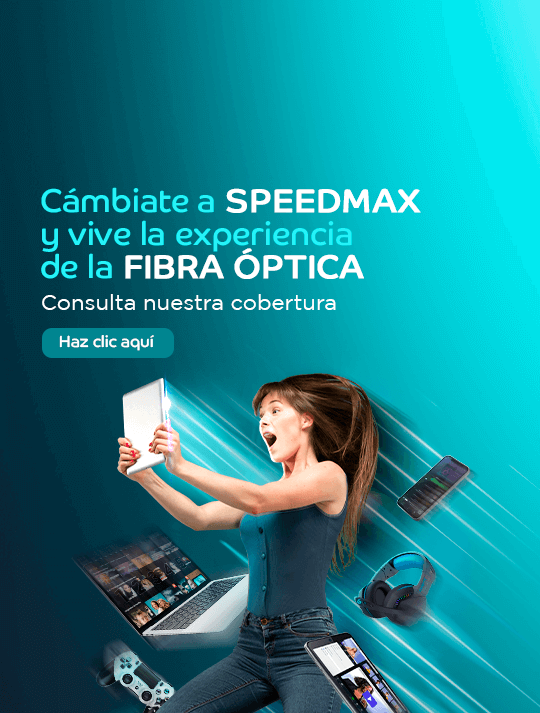 Cámbiate a SPEEDMAX
y vive la experiencia
de la FIBRA ÓPTICA
Consulta nuestra cobertura
Haz clic aquí